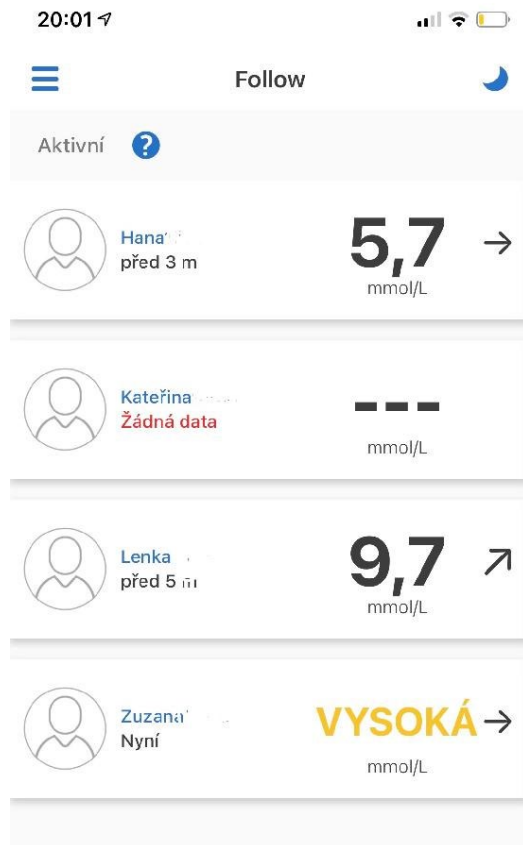 20:01
Follow
Aktivní ?
Hana
před 3 m
5,7
mmol/L
Kateřina
Žádná data
---
mmol/L
Lenka
před 5 m
9,7
mmol/L
Zuzana
Nyní
VYSOKÁ
mmol/L